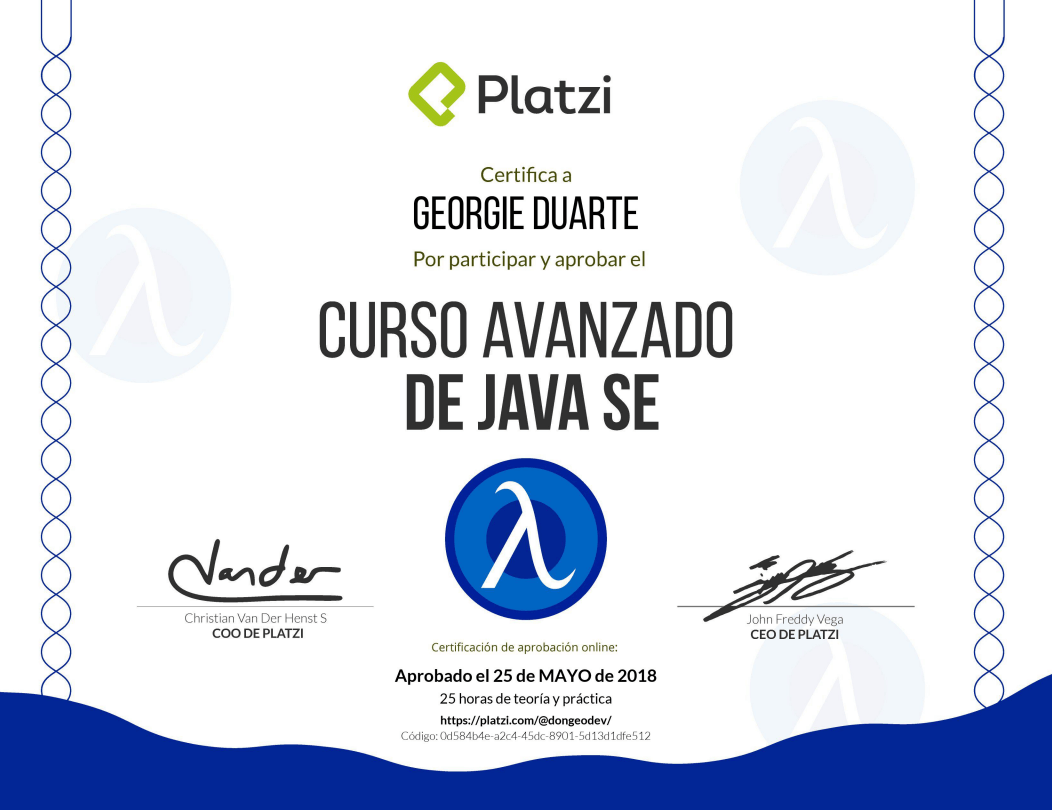 Platzi
Certifica a
GEORGIE DUARTE
Por participar y aprobar el
CURSO AVANZADO
DE JAVA SE
λ
Vander
Christian Van Der Henst S
COO DE PLATZI
John Freddy Vega
CEO DE PLATZI
Certificación de aprobación online:
Aprobado el 25 de MAYO de 2018
25 horas de teoría y práctica
https://platzi.com/@dongeodev/
Código: 0d584b4e-a2c4-45dc-8901-5d13d1dfe512